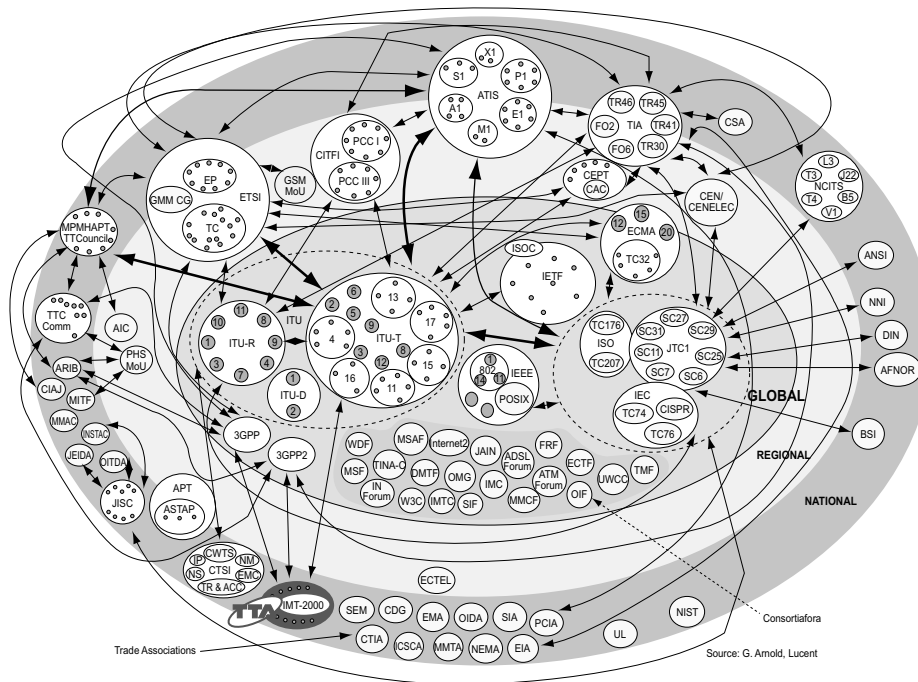 X1
S1
P1
ATIS
A1
E1
M1
TR46
TR45
FO2
TIA
TR41
FO6
TR30
CSA
PCC I
CITFI
PCC III
L3
T3
J22
NCITS
T4
B5
V1
EP
GMM CG
ETSI
TC
GSM
MoU
CEPT
CAC
CEN/
CENELEC
MPMHAPT
TTCouncil
12
15
ECMA
20
TC32
ISOC
IETF
ANSI
NNI
DIN
AFNOR
BSI
TTC
Comm
AIC
PHS
MoU
ARIB
CIAJ
MITF
MMAC
INSTAC
JEIDA
OITDA
JISC
11
10
8
ITU
1
ITU-R
9
3
4
7
1
ITU-D
2
6
2
13
5
9
17
4
ITU-T
3
8
12
15
16
11
1
802
IEEE
14
11
POSIX
TC176
ISO
TC207
SC27
SC31
SC29
JTC1
SC11
SC25
SC7
SC6
IEC
TC74
CISPR
TC76
GLOBAL
REGIONAL
NATIONAL
3GPP
3GPP2
WDF
MSAF
Internet2
JAIN
FRF
MSF
TINA-C
DMTF
OMG
ADSL
Forum
ECTF
IN
Forum
W3C
IMTC
SIF
IMC
MMCF
ATM
Forum
OIF
UWCC
TMF
APT
ASTAP
CWTS
IP
NM
CTSI
NS
EMC
TR & ACC
TTA
IMT-2000
ECTEL
SEM
CDG
EMA
OIDA
SIA
PCIA
CTIA
ICSCA
MMTA
NEMA
EIA
UL
NIST
Consortiafora
Trade Associations
Source: G. Arnold, Lucent